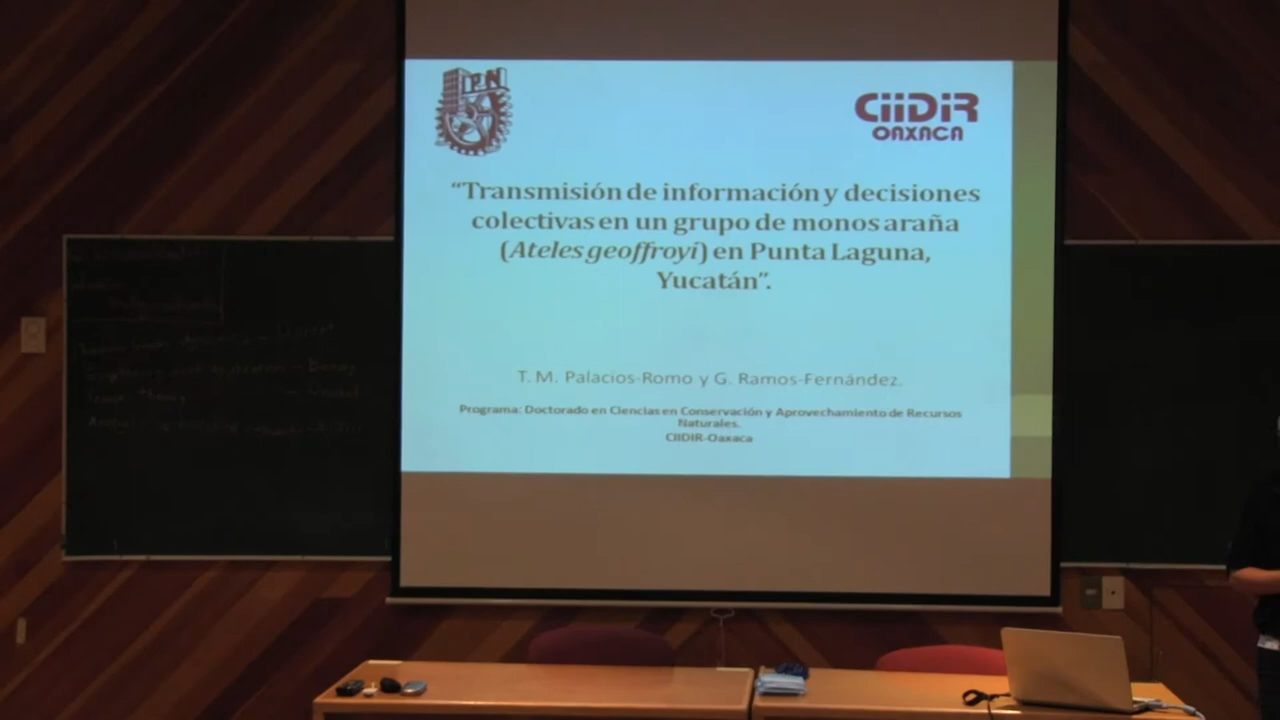 IPN
CiiDiR
OAXACA
“Transmisión de información y decisiones
colectivas en un grupo de monos araña
(Ateles geoffroyi) en Punta Laguna,
Yucatán”.
T. M. Palacios-Romo y G. Ramos-Fernández.
Programa: Doctorado en Ciencias en Conservación y Aprovechamiento de Recursos
Naturales.
CIIDIR-Oaxaca